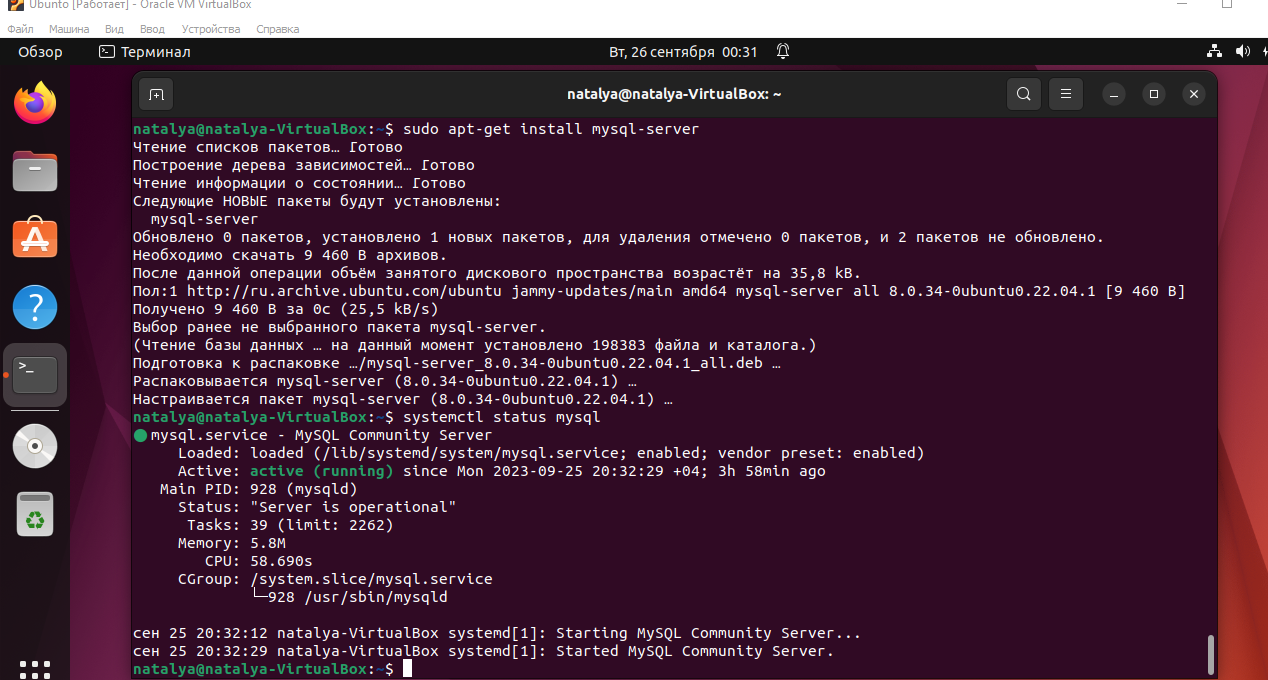 Ubunto [Работает] - Oracle VM VirtualBox
Файл Машина Вид Ввод Устройства Справка
Обзор Терминал Вт, 26 сентября 00:31
natalya@natalya-VirtualBox: ~
natalya@natalya-VirtualBox:~$ sudo apt-get install mysql-server
Чтение списков пакетов… Готово
Построение дерева зависимостей… Готово
Чтение информации о состоянии… Готово
Следующие НОВЫЕ пакеты будут установлены:
mysql-server
Обновлено 0 пакетов, установлено 1 новых пакетов, для удаления отмечено 0 пакетов, и 2 пакетов не обновлено.
Необходимо скачать 9 460 B архивов.
После данной операции объём занятого дискового пространства возрастёт на 35,8 kB.
Пол:1 http://ru.archive.ubuntu.com/ubuntu jammy-updates/main amd64 mysql-server all 8.0.34-0ubuntu0.22.04.1 [9 460 B]
Получено 9 460 B за 0с (25,5 kB/s)
Выбор ранее не выбранного пакета mysql-server.
(Чтение базы данных … на данный момент установлено 198383 файла и каталога.)
Подготовка к распаковке …/mysql-server_8.0.34-0ubuntu0.22.04.1_all.deb …
Распаковывается mysql-server (8.0.34-0ubuntu0.22.04.1) …
Настраивается пакет mysql-server (8.0.34-0ubuntu0.22.04.1) …
natalya@natalya-VirtualBox:~$ systemctl status mysql
● mysql.service - MySQL Community Server
Loaded: loaded (/lib/systemd/system/mysql.service; enabled; vendor preset: enabled)
Active: active (running) since Mon 2023-09-25 20:32:29 +04; 3h 58min ago
Main PID: 928 (mysqld)
Status: "Server is operational"
Tasks: 39 (limit: 2262)
Memory: 5.8M
CPU: 58.690s
CGroup: /system.slice/mysql.service
└─928 /usr/sbin/mysqld
сен 25 20:32:12 natalya-VirtualBox systemd[1]: Starting MySQL Community Server...
сен 25 20:32:29 natalya-VirtualBox systemd[1]: Started MySQL Community Server.
natalya@natalya-VirtualBox:~$